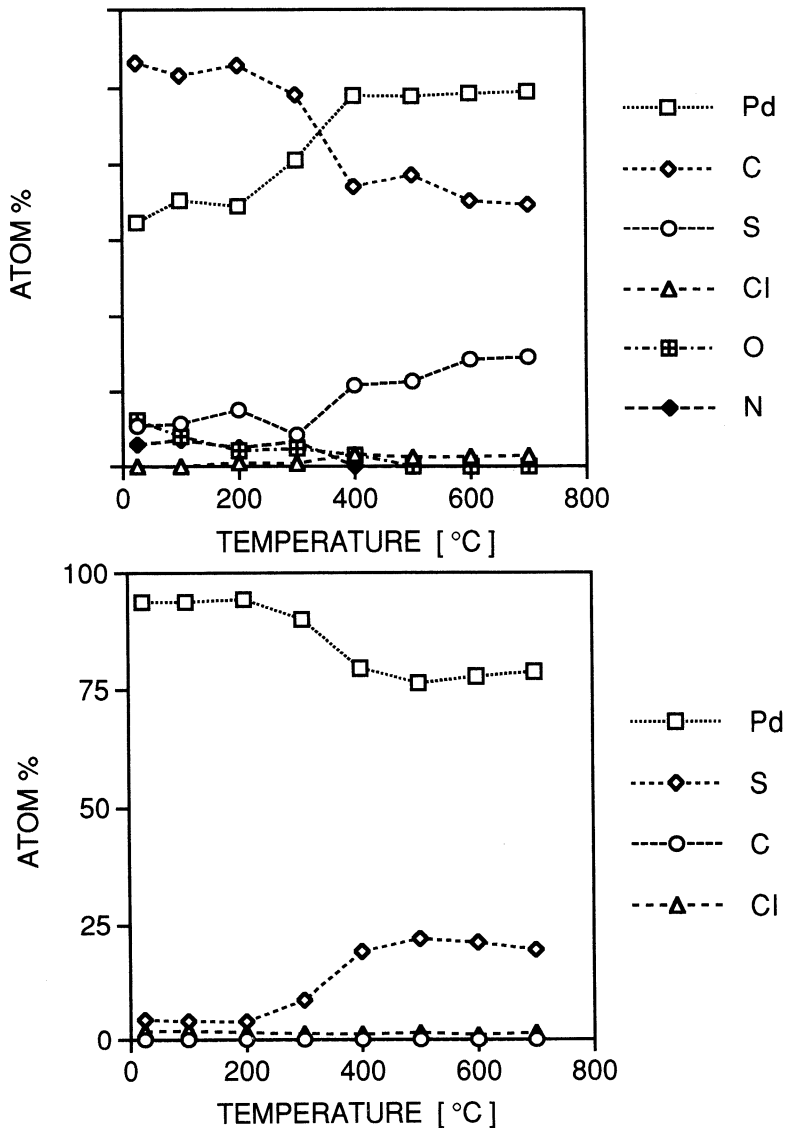 Pd
C
S
Cl
O
N
ATOM %
0 200 400 600 800
TEMPERATURE [ °C ]
100
75
50
25
0
ATOM %
Pd
S
C
Cl
0 200 400 600 800
TEMPERATURE [ °C ]